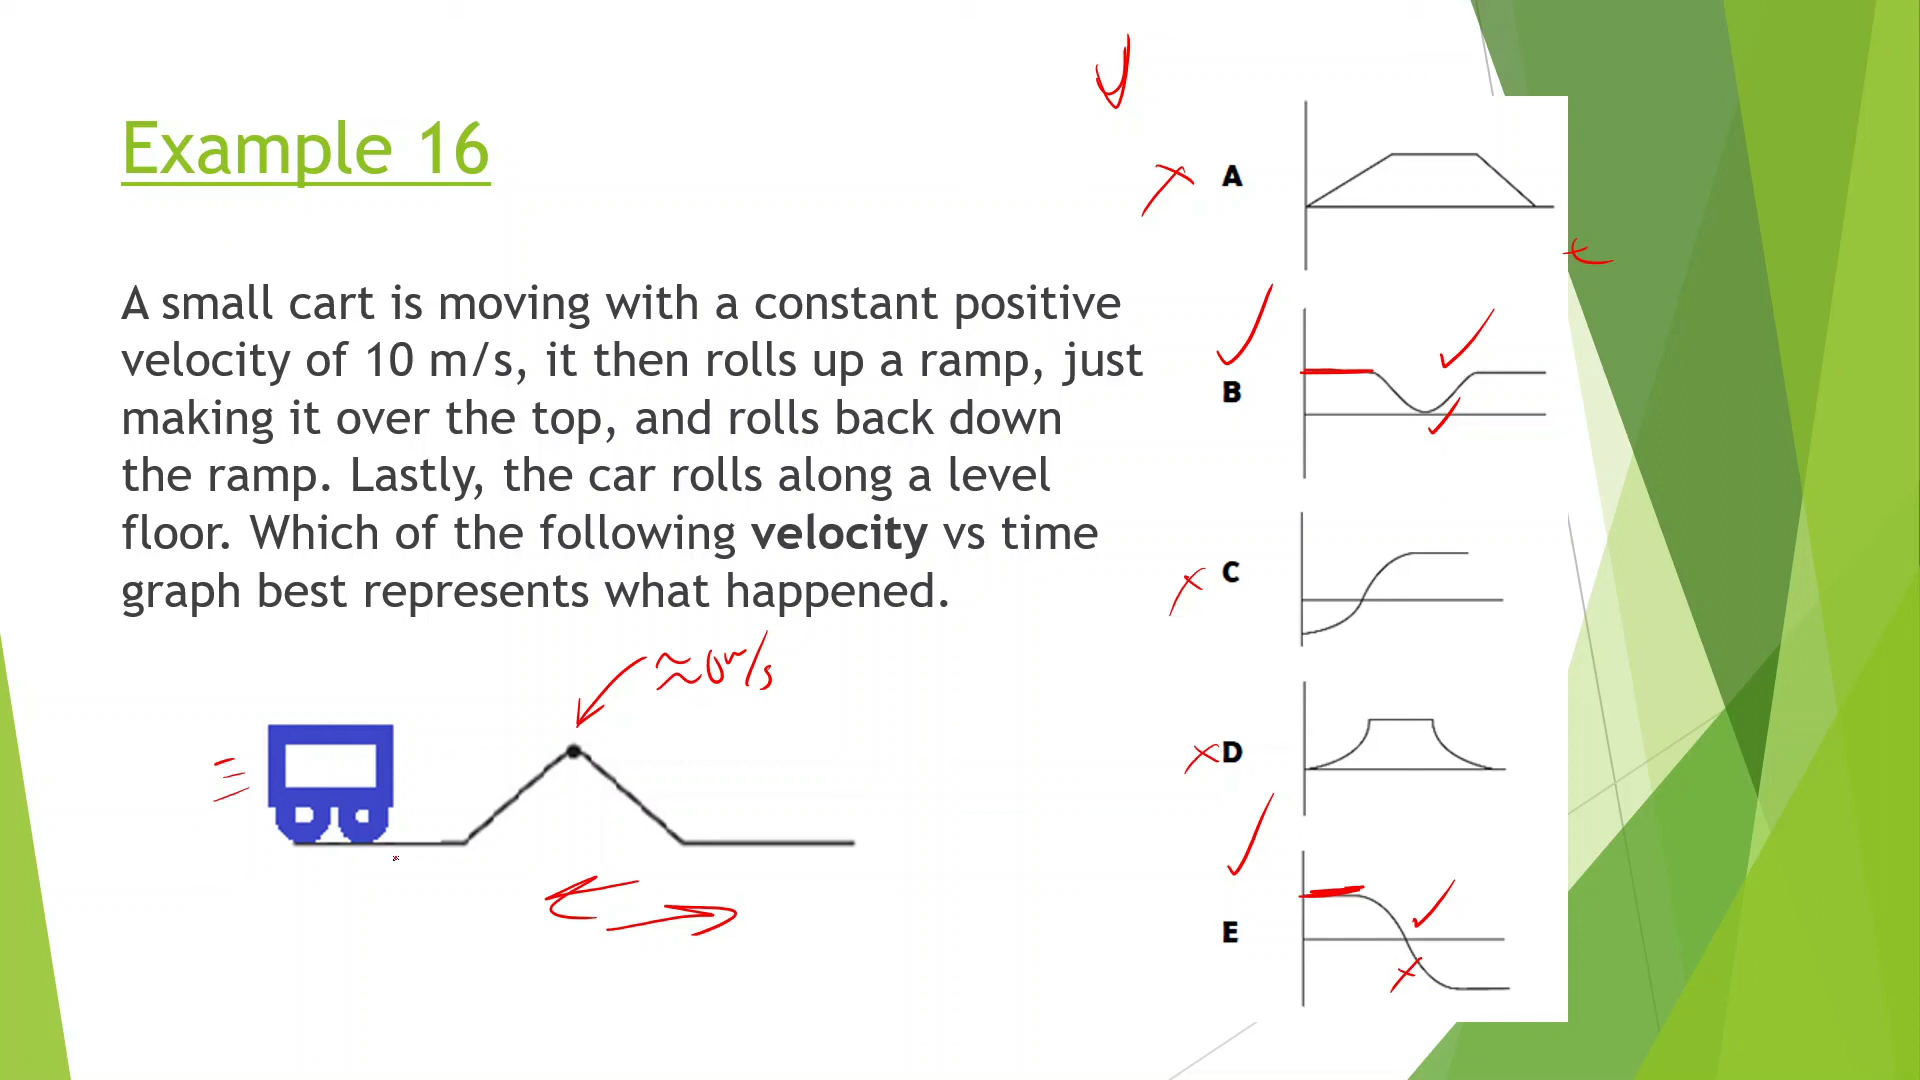 Example 16
A small cart is moving with a constant positive
velocity of 10 m/s, it then rolls up a ramp, just
making it over the top, and rolls back down
the ramp. Lastly, the car rolls along a level
floor. Which of the following velocity vs time
graph best represents what happened.
≈0m/s
A
t
B
C
D
E